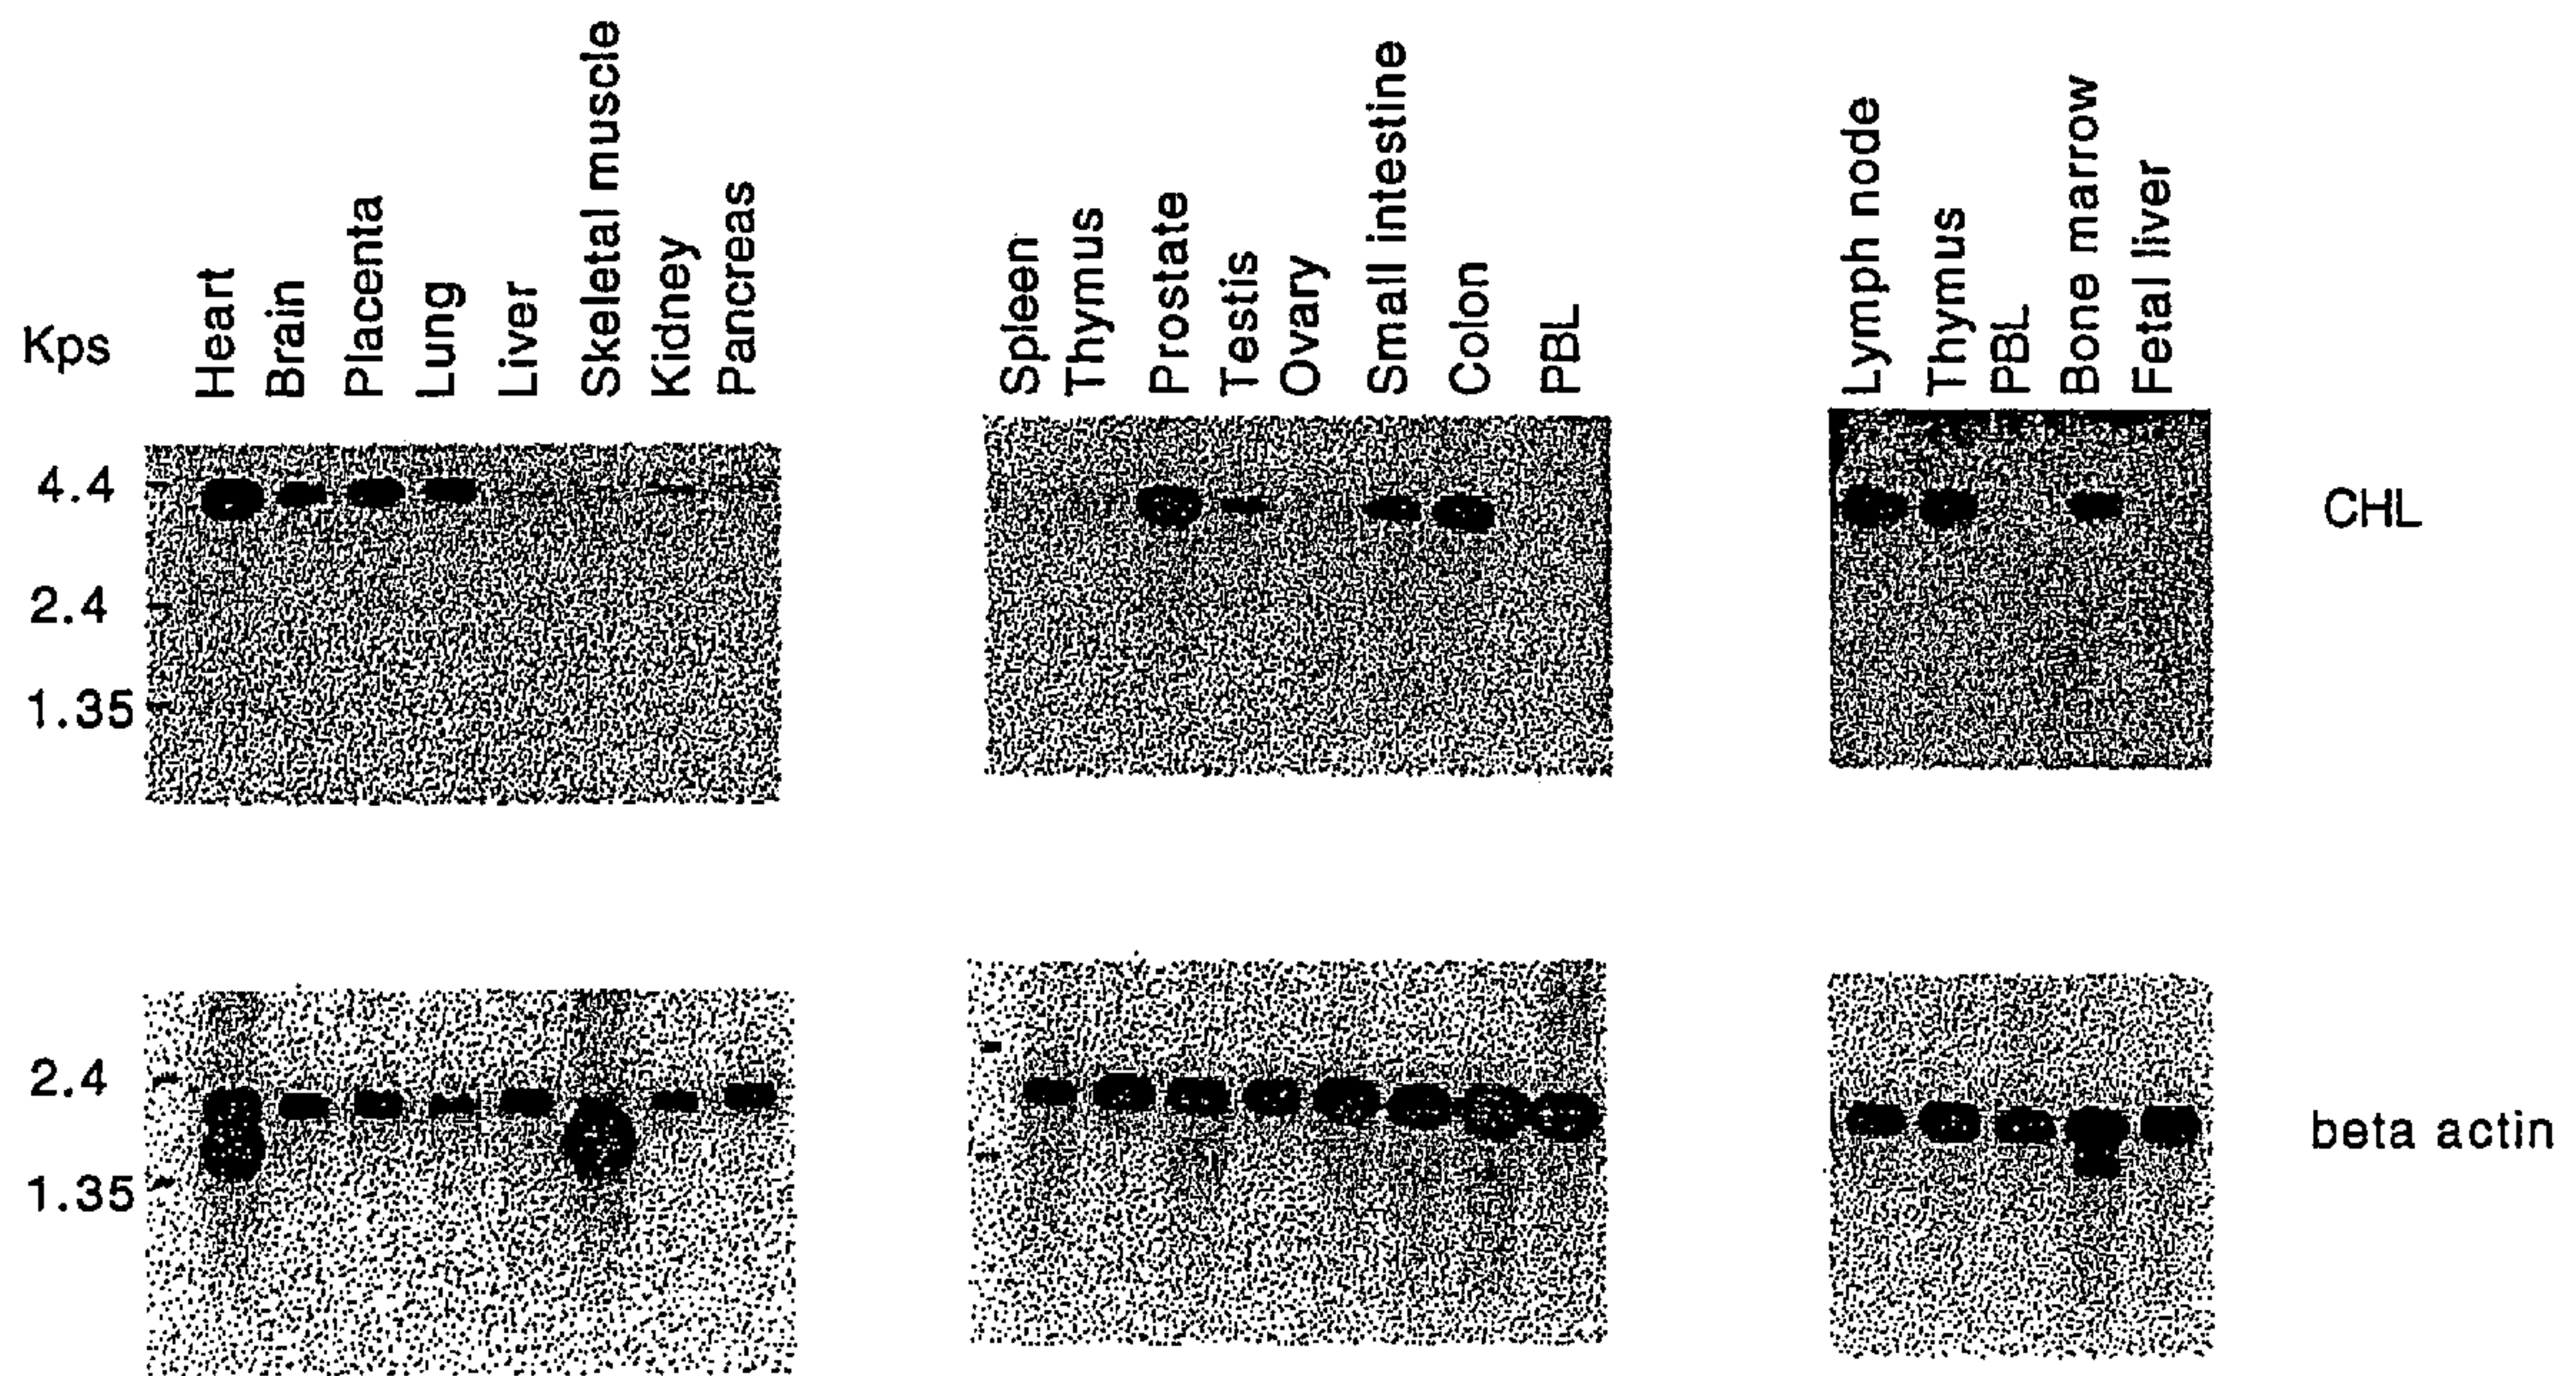 Kps
Heart
Brain
Placenta
Lung
Liver
Skeletal muscle
Kidney
Pancreas
Spleen
Thymus
Prostate
Testis
Ovary
Small intestine
Colon
PBL
Lymph node
Thymus
PBL
Bone marrow
Fetal liver
4.4
2.4
1.35
CHL
2.4
1.35
beta actin